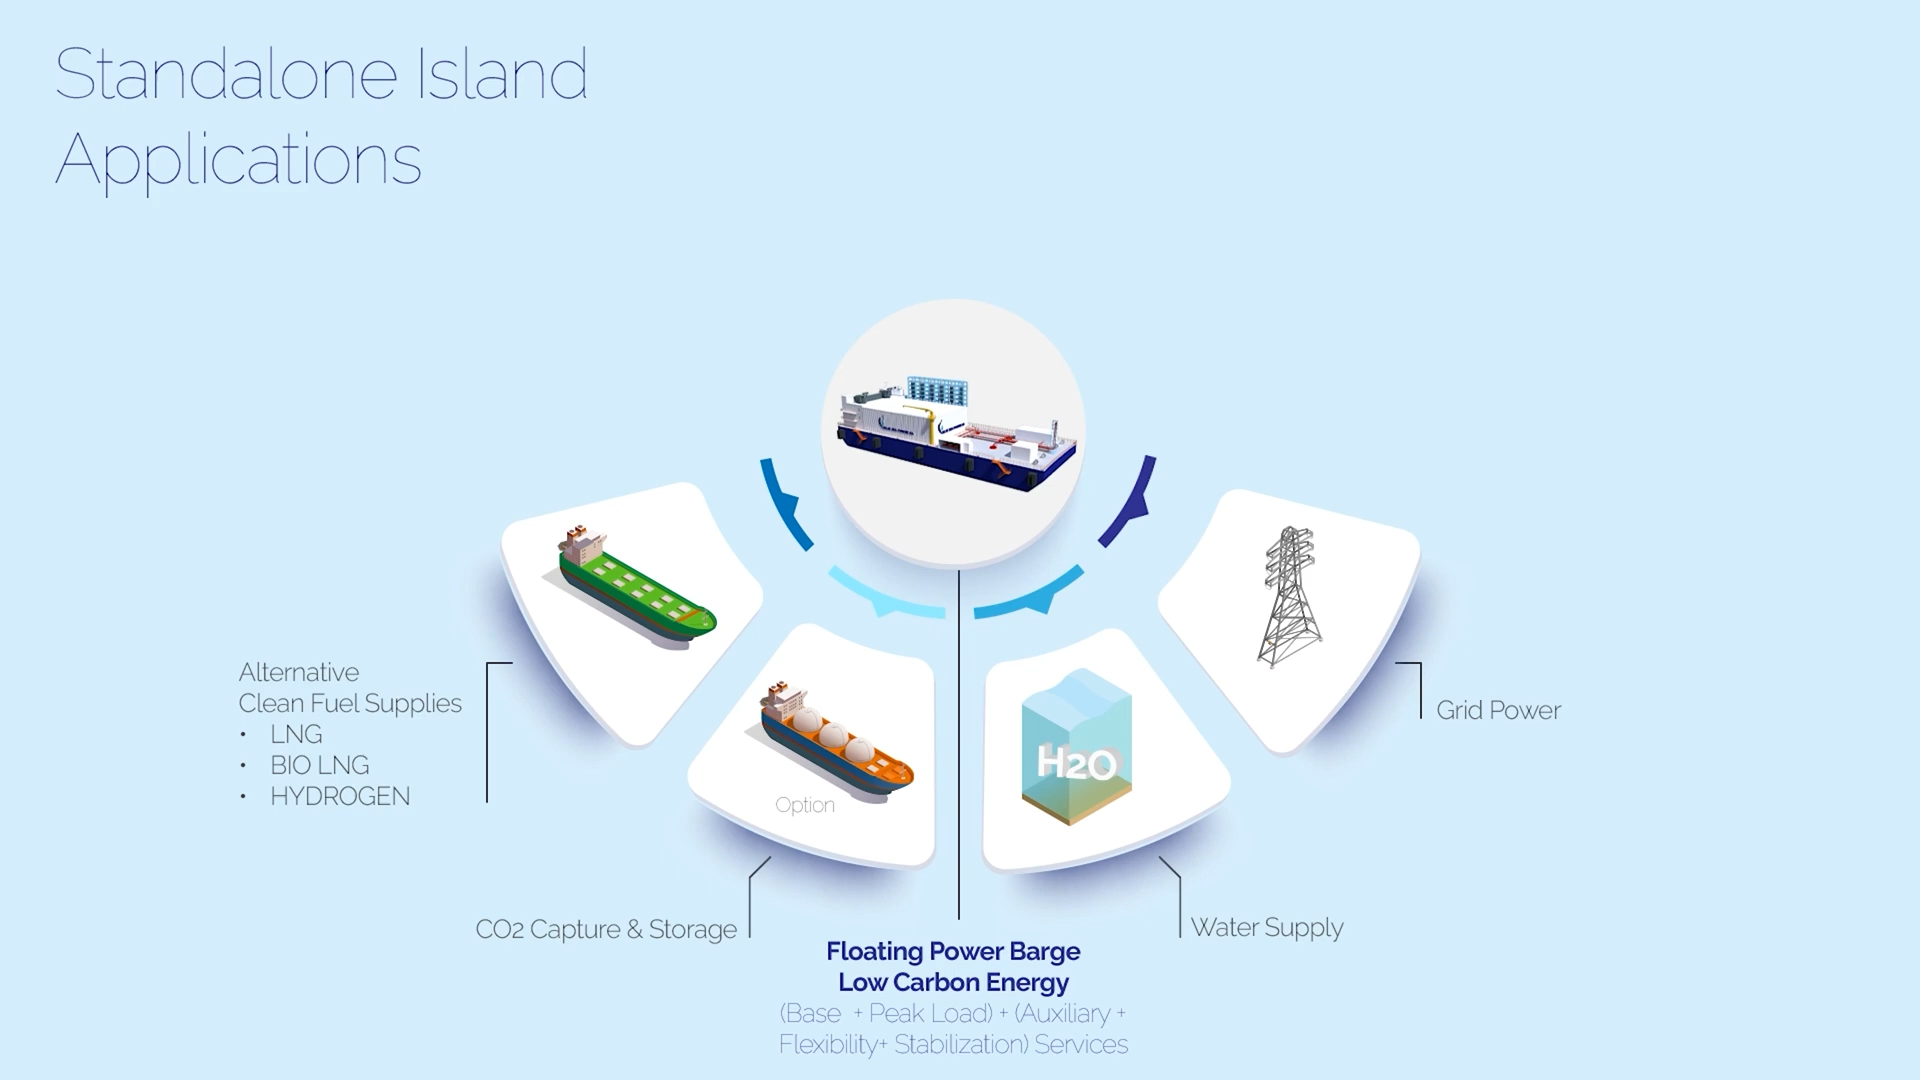 Standalone Island
Applications
Alternative
Clean Fuel Supplies
• LNG
• BIO LNG
• HYDROGEN
Option
H2O
Grid Power
CO2 Capture & Storage
Water Supply
Floating Power Barge
Low Carbon Energy
(Base + Peak Load) + (Auxiliary +
Flexibility+ Stabilization) Services